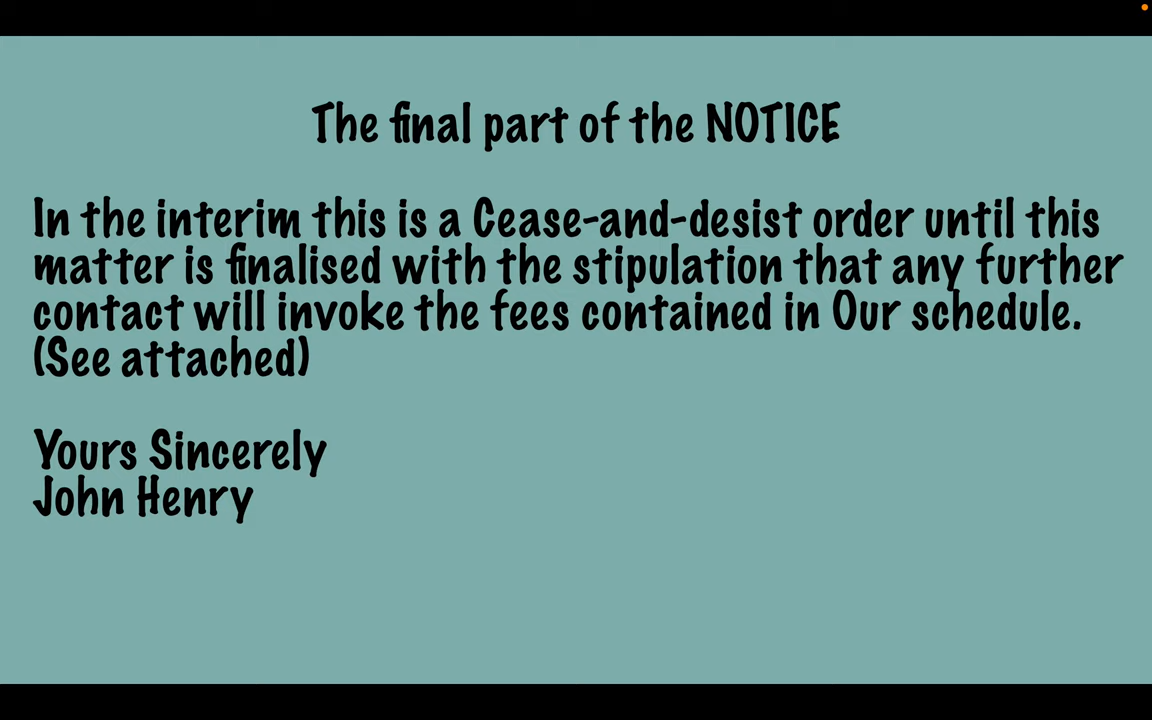 The final part of the NOTICE
In the interim this is a Cease-and-desist order until this
matter is finalised with the stipulation that any further
contact will invoke the fees contained in Our schedule.
(See attached)
Yours Sincerely
John Henry